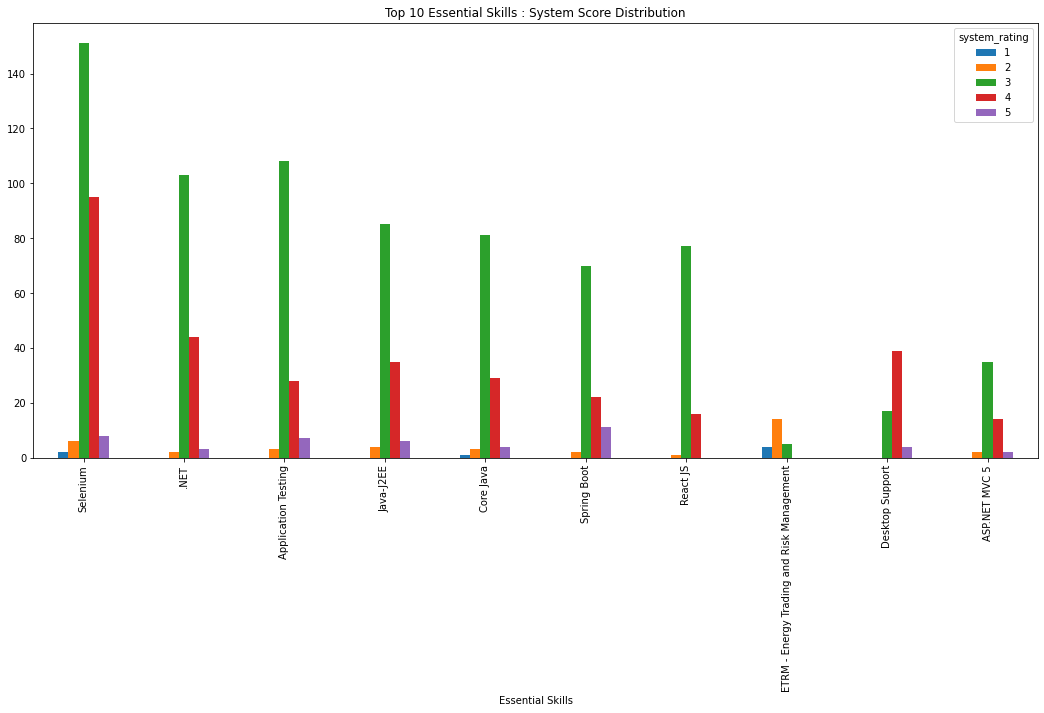 Top 10 Essential Skills : System Score Distribution
system_rating
1
2
3
4
5
140
120
100
80
60
40
20
0
Selenium
.NET
Application Testing
Java-J2EE
Core Java
Spring Boot
React JS
ETRM - Energy Trading and Risk Management
Desktop Support
ASP.NET MVC 5
Essential Skills